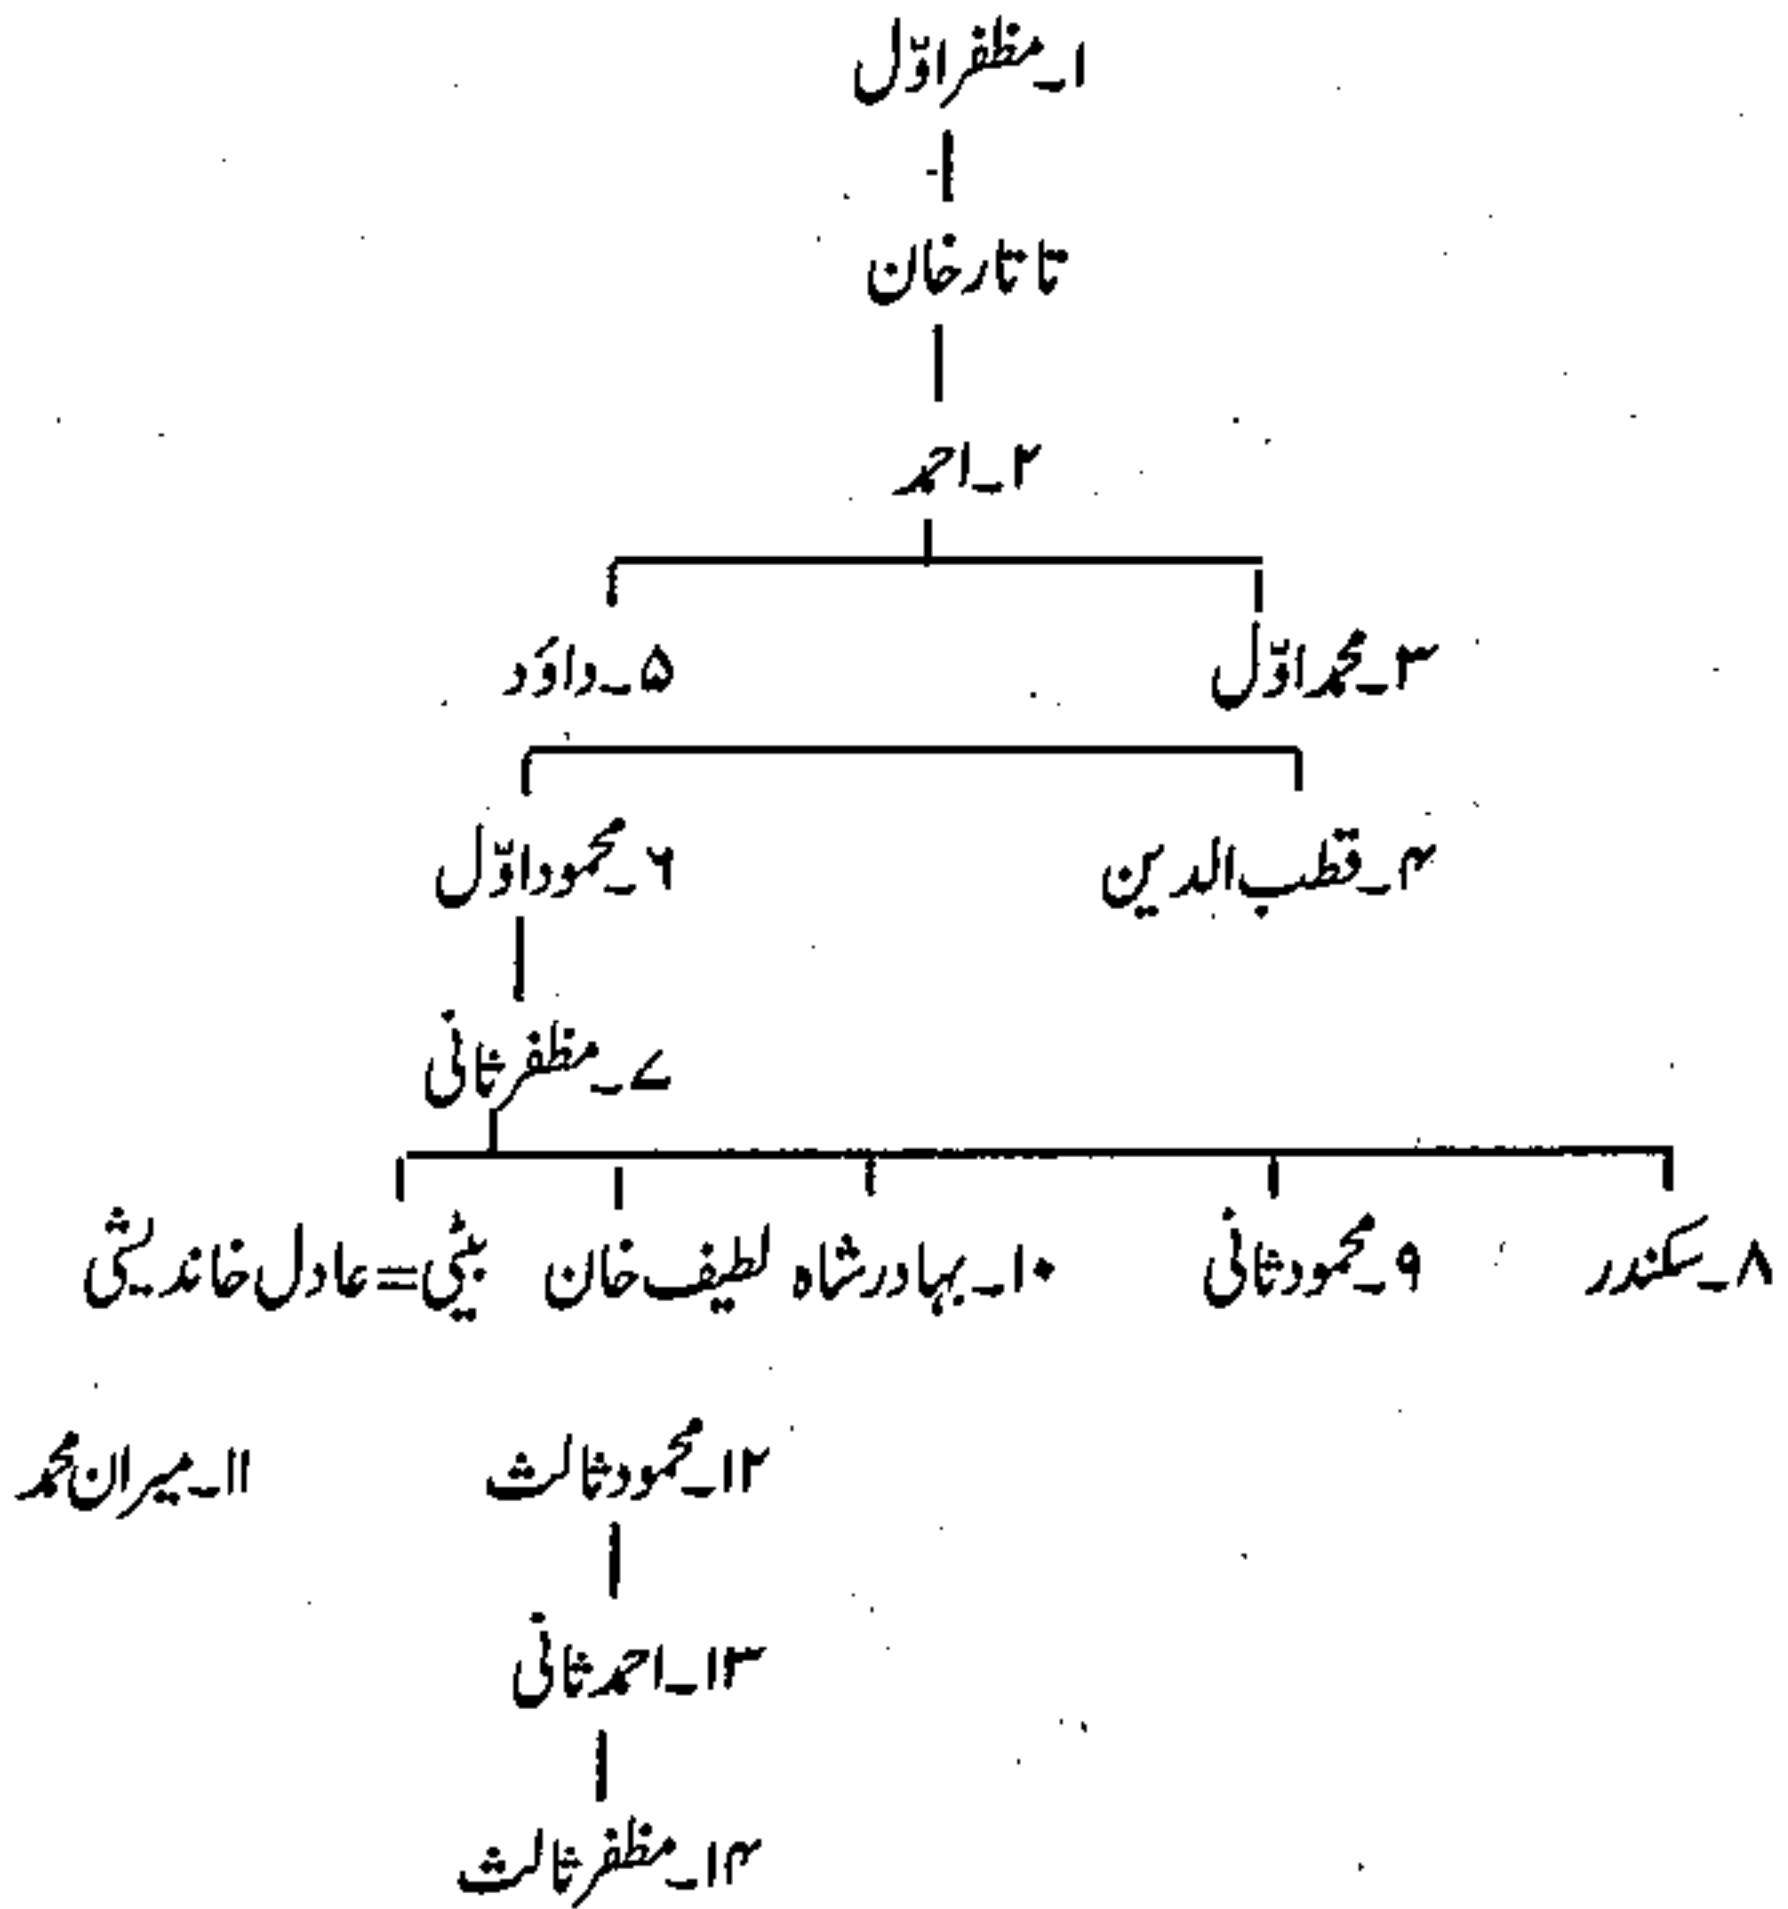 ۱۔مظفر اوّل
تاتار خان
۲۔احمد
۳۔محمد اوّل ۵۔داوَد
۴۔قطب الدین ۶۔محمود اوّل
۷۔مظفر ثانی
۸۔سکندر ۹۔محمود ثانی ۱۰۔بہادر شاہ لطیف خان بیٹی=عادل خاندیشی
۱۲۔محمود ثالث ۱۱۔میران محمد
۱۳۔احمد ثانی
۱۴۔مظفر ثالث